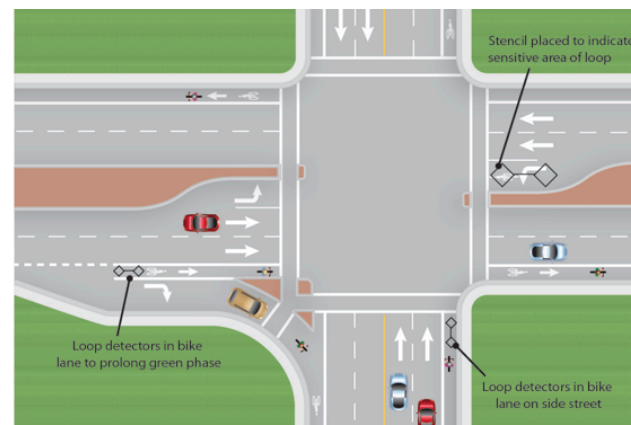 Stencil placed to indicate
sensitive area of loop
Loop detectors in bike
lane to prolong green phase
Loop detectors in bike
lane on side street